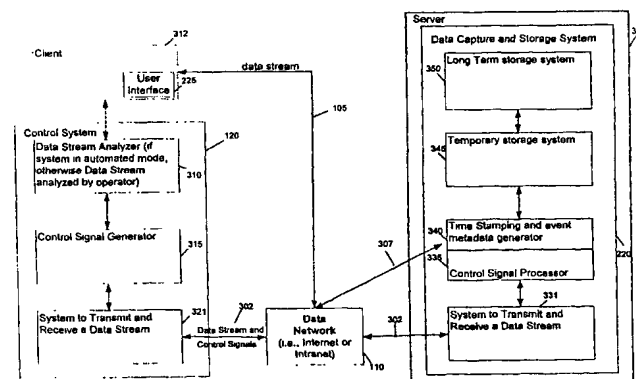 Client
312
User
Interface
225
data stream
105
Control System
120
Data Stream Analyzer (if
system in automated mode,
otherwise Data Stream
analyzed by operator)
310
Control Signal Generator
315
System to Transmit and
Receive a Data Stream
321
302
Data Stream and
Control Signals
Data
Network
(i.e., Internet or
Intranet)
110
307
302
Server
Data Capture and Storage System
350
Long Term storage system
345
Temporary storage system
340
Time Stamping and event
metadata generator
335
Control Signal Processor
220
331
System to Transmit and
Receive a Data Stream